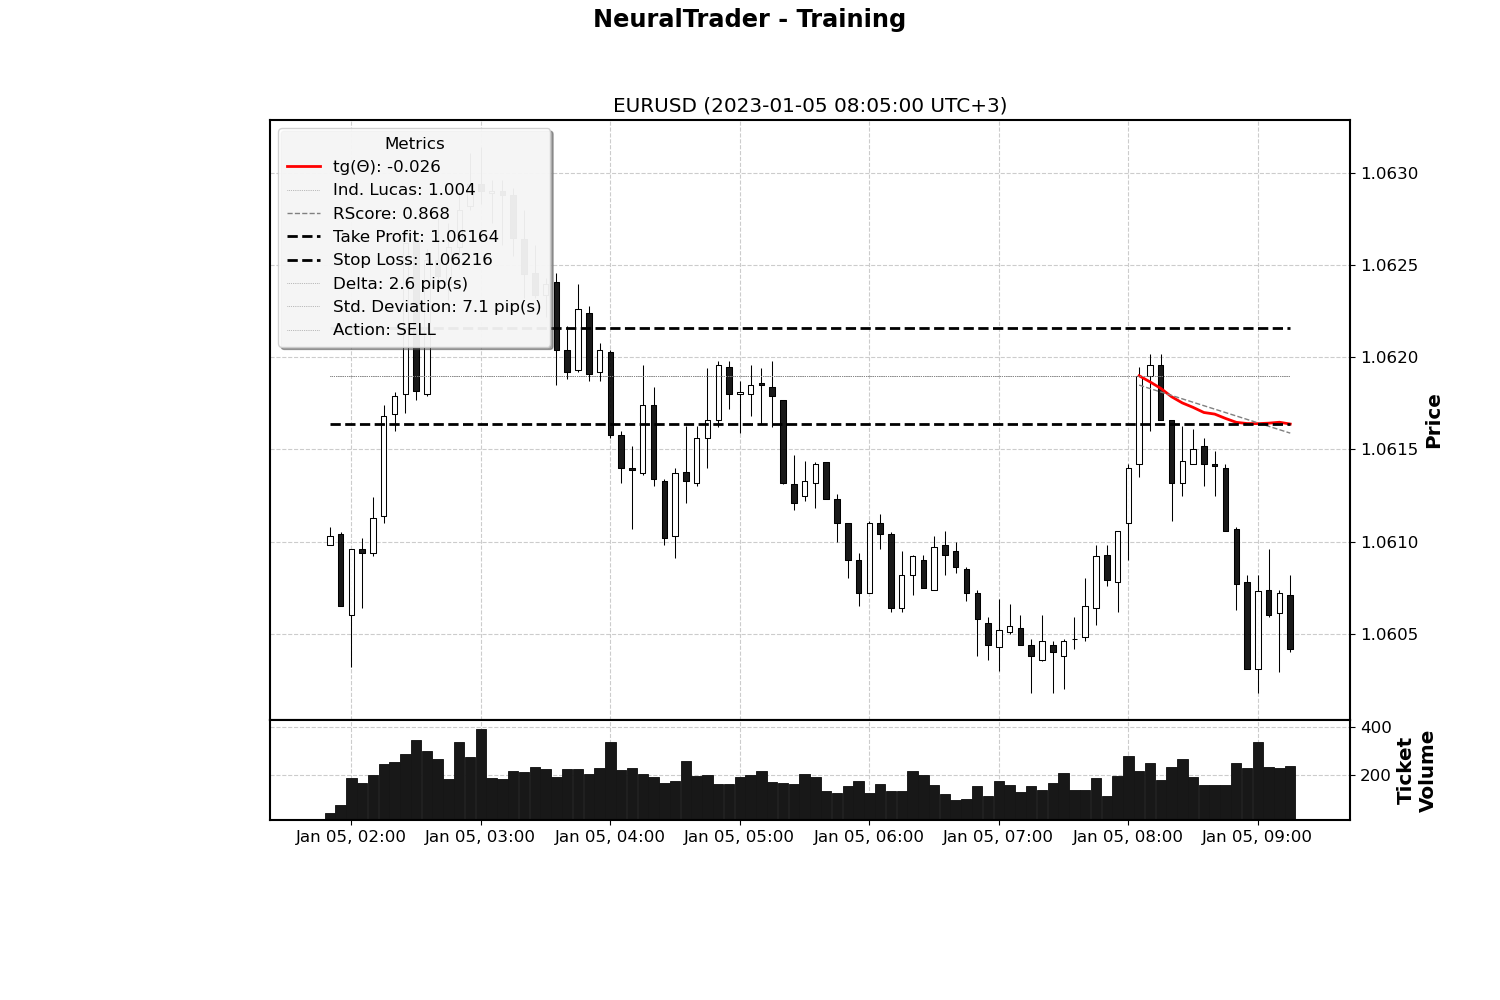 NeuralTrader - Training
EURUSD (2023-01-05 08:05:00 UTC+3)
Metrics
tg(Θ): -0.026
Ind. Lucas: 1.004
RScore: 0.868
Take Profit: 1.06164
Stop Loss: 1.06216
Delta: 2.6 pip(s)
Std. Deviation: 7.1 pip(s)
Action: SELL
1.0630
1.0625
1.0620
1.0615
1.0610
1.0605
Price
400
200
Ticket
Volume
Jan 05, 02:00 Jan 05, 03:00 Jan 05, 04:00 Jan 05, 05:00 Jan 05, 06:00 Jan 05, 07:00 Jan 05, 08:00 Jan 05, 09:00